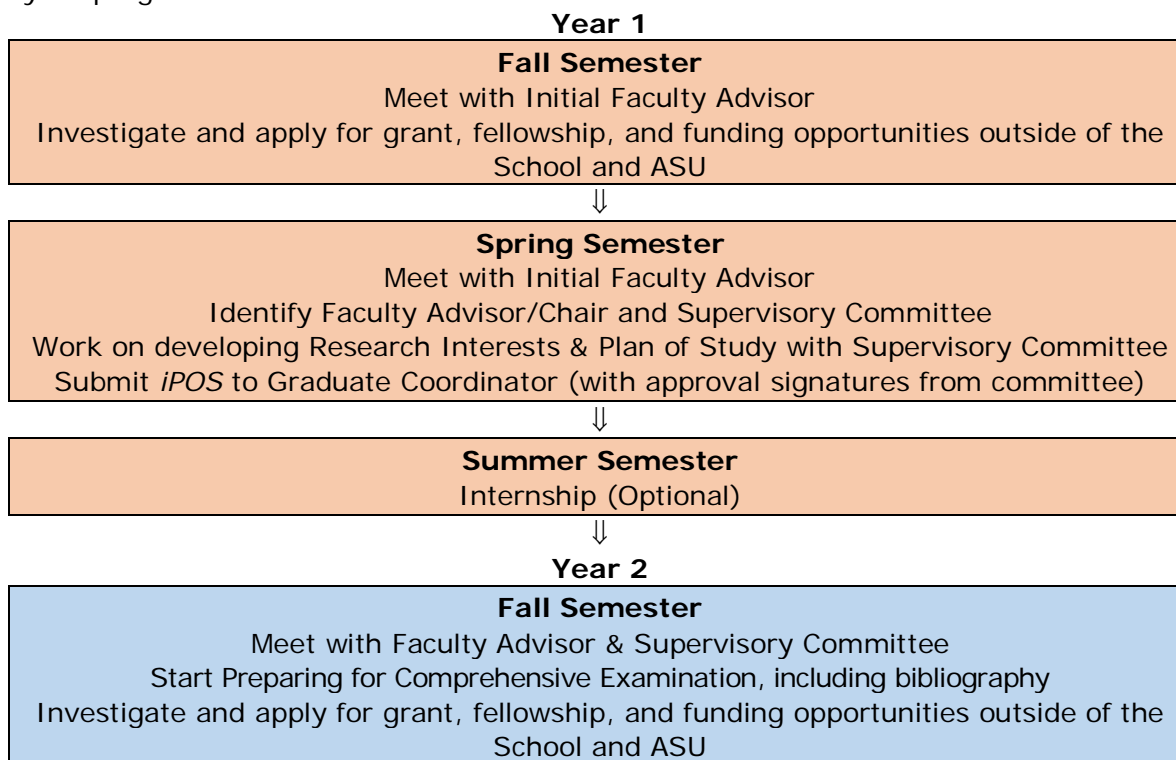 Year 1
Fall Semester
Meet with Initial Faculty Advisor
Investigate and apply for grant, fellowship, and funding opportunities outside of the
School and ASU
⇓
Spring Semester
Meet with Initial Faculty Advisor
Identify Faculty Advisor/Chair and Supervisory Committee
Work on developing Research Interests & Plan of Study with Supervisory Committee
Submit iPOS to Graduate Coordinator (with approval signatures from committee)
⇓
Summer Semester
Internship (Optional)
⇓
Year 2
Fall Semester
Meet with Faculty Advisor & Supervisory Committee
Start Preparing for Comprehensive Examination, including bibliography
Investigate and apply for grant, fellowship, and funding opportunities outside of the
School and ASU